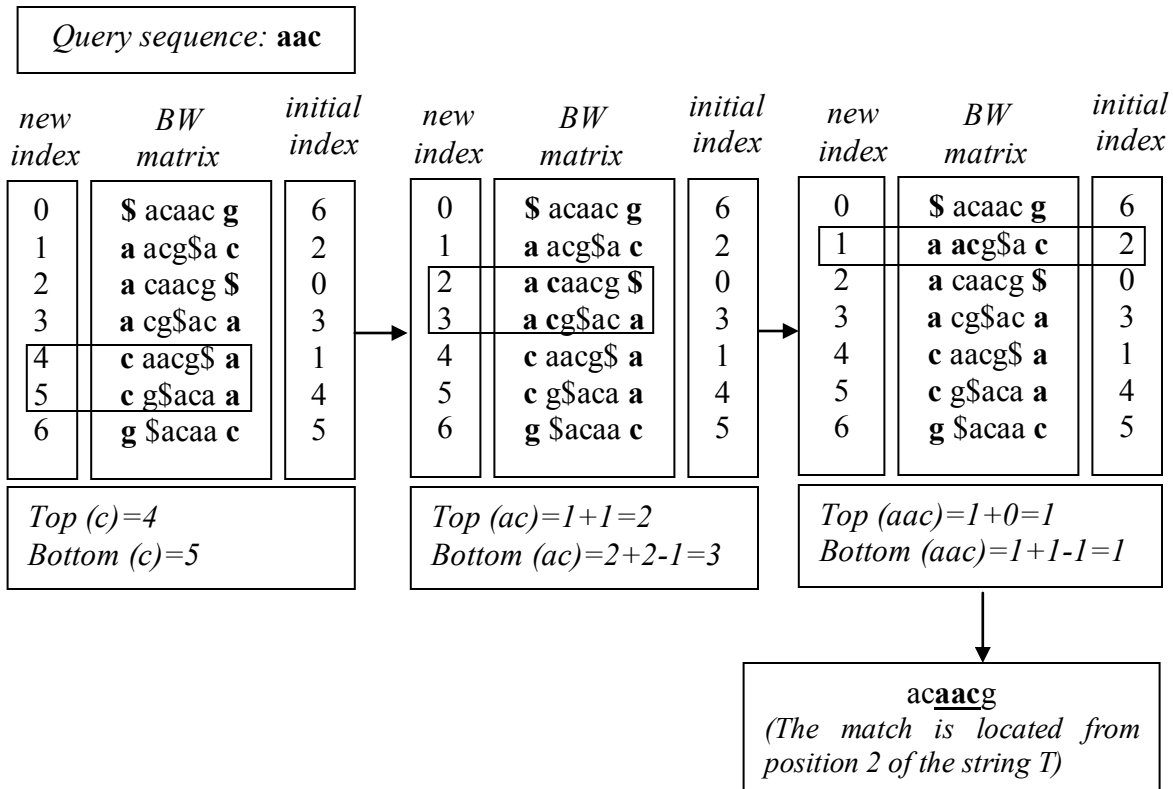 Query sequence: aac
new index BW matrix initial index
0 $ acaac g 6
1 a acg$a c 2
2 a caacg $ 0
3 a cg$ac a 3
4 c aacg$ a 1
5 c g$aca a 4
6 g $acaa c 5
Top (c)=4
Bottom (c)=5
new index BW matrix initial index
0 $ acaac g 6
1 a acg$a c 2
2 a caacg $ 0
3 a cg$ac a 3
4 c aacg$ a 1
5 c g$aca a 4
6 g $acaa c 5
Top (ac)=1+1=2
Bottom (ac)=2+2-1=3
new index BW matrix initial index
0 $ acaac g 6
1 a acg$a c 2
2 a caacg $ 0
3 a cg$ac a 3
4 c aacg$ a 1
5 c g$aca a 4
6 g $acaa c 5
Top (aac)=1+0=1
Bottom (aac)=1+1-1=1
acaacg
(The match is located from
position 2 of the string T)